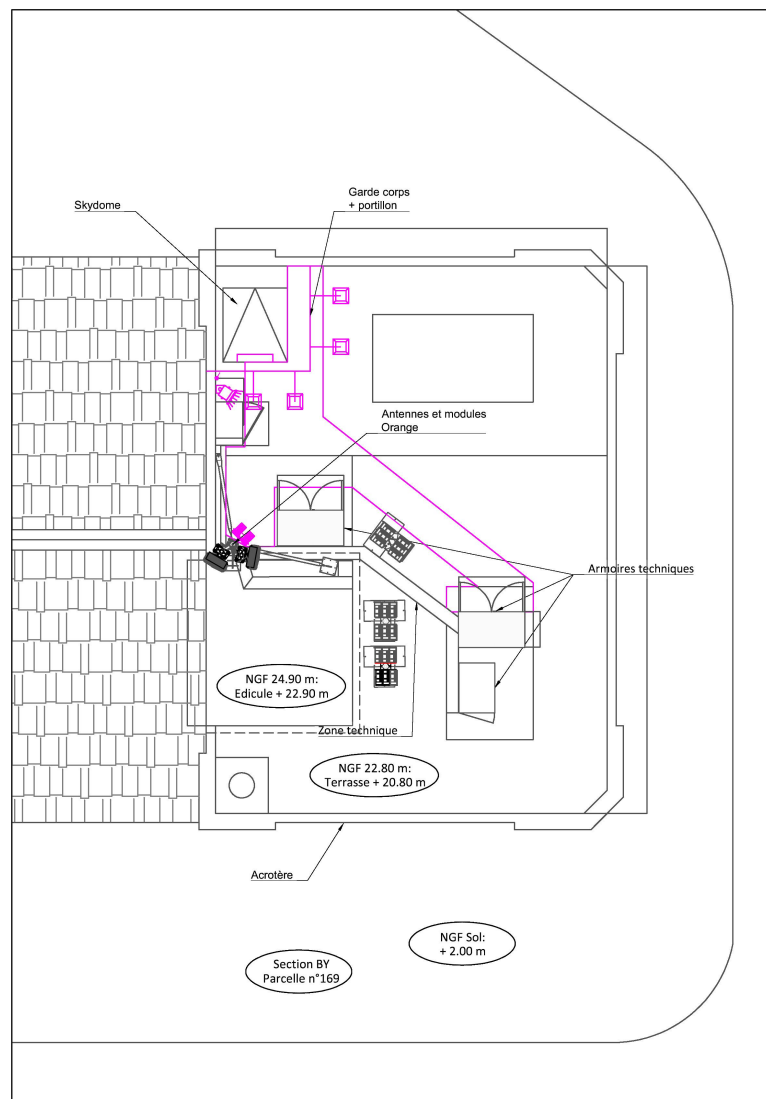 Garde corps
+ portillon
Skydome
Antennes et modules
Orange
Armoires techniques
NGF 24.90 m:
Edicule + 22.90 m
Zone technique
NGF 22.80 m:
Terrasse + 20.80 m
Acrotère
NGF Sol:
+ 2.00 m
Section BY
Parcelle n°169